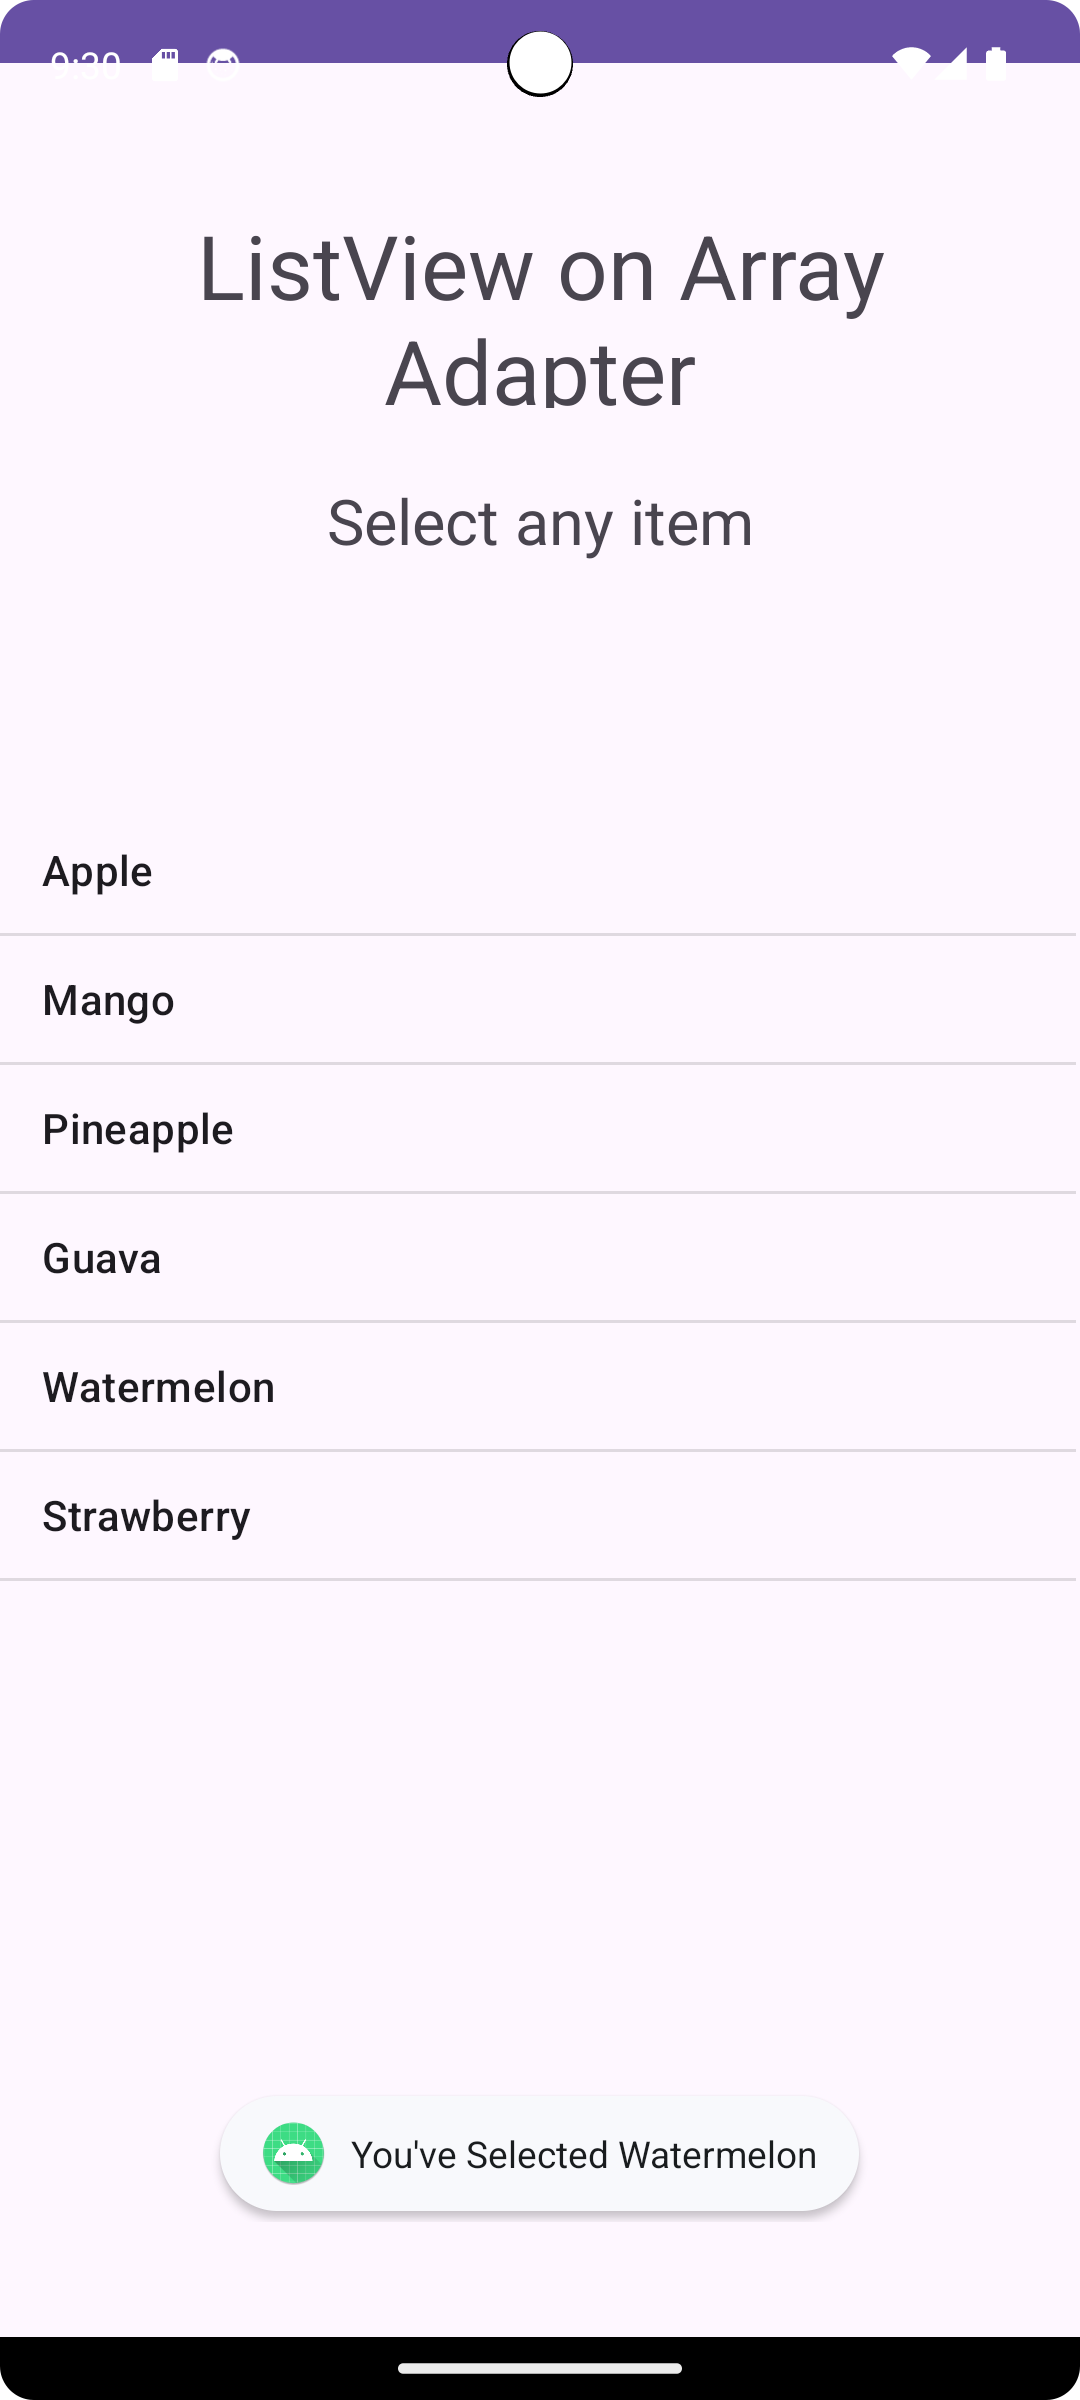 9:30
ListView on Array
Adapter
Select any item
Apple
Mango
Pineapple
Guava
Watermelon
Strawberry
You've Selected Watermelon